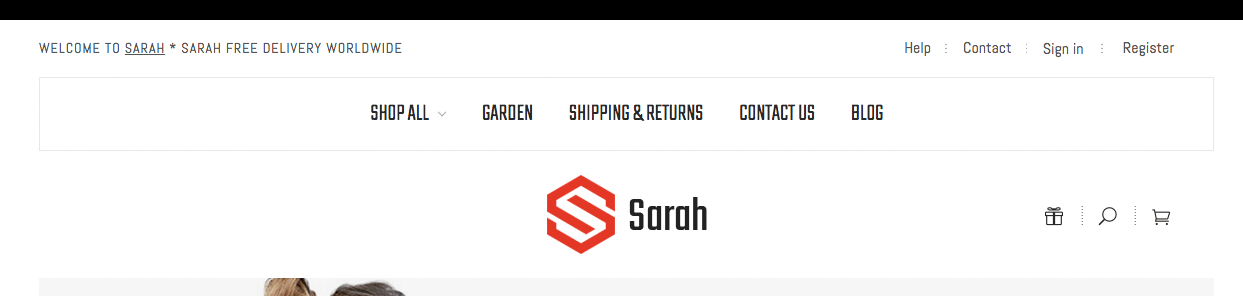 WELCOME TO SARAH * SARAH FREE DELIVERY WORLDWIDE
Help Contact Sign in Register
SHOP ALL GARDEN SHIPPING & RETURNS CONTACT US BLOG
Sarah